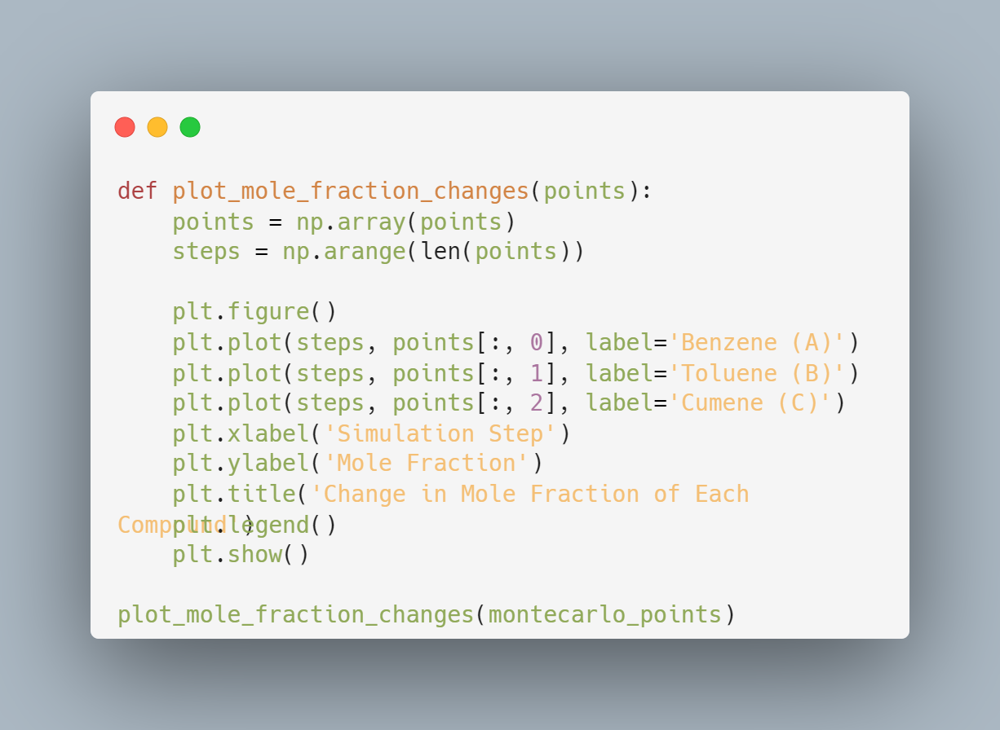 def plot_mole_fraction_changes(points):
    points = np.array(points)
    steps = np.arange(len(points))

    plt.figure()
    plt.plot(steps, points[:, 0], label='Benzene (A)')
    plt.plot(steps, points[:, 1], label='Toluene (B)')
    plt.plot(steps, points[:, 2], label='Cumene (C)')
    plt.xlabel('Simulation Step')
    plt.ylabel('Mole Fraction')
    plt.title('Change in Mole Fraction of Each
Compound')
    plt.legend()
    plt.show()

plot_mole_fraction_changes(montecarlo_points)